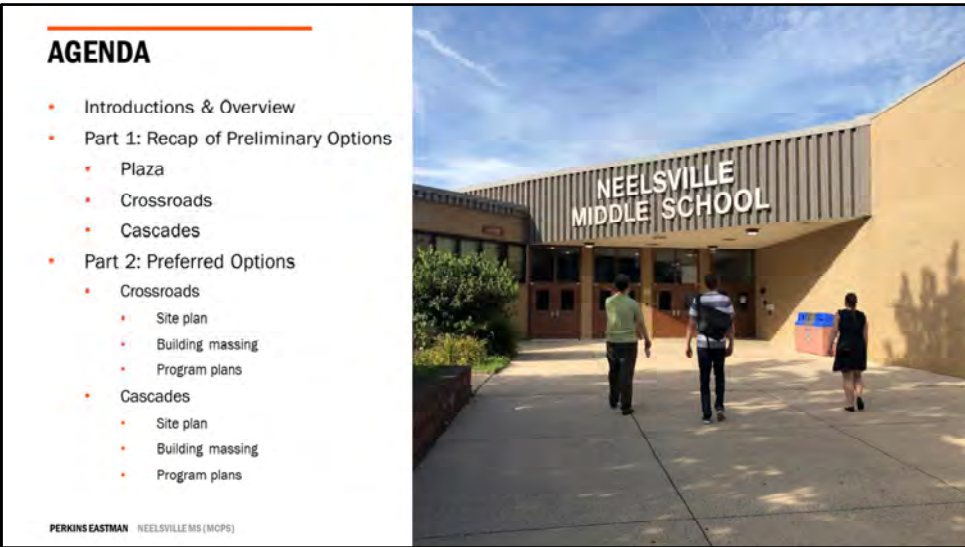 AGENDA
Introductions & Overview
Part 1: Recap of Preliminary Options
Plaza
Crossroads
Cascades
Part 2: Preferred Options
Crossroads
Site plan
Building massing
Program plans
Cascades
Site plan
Building massing
Program plans
PERKINS EASTMAN NEELSVILLE MS (MCPS)
NEELSVILLE
MIDDLE SCHOOL